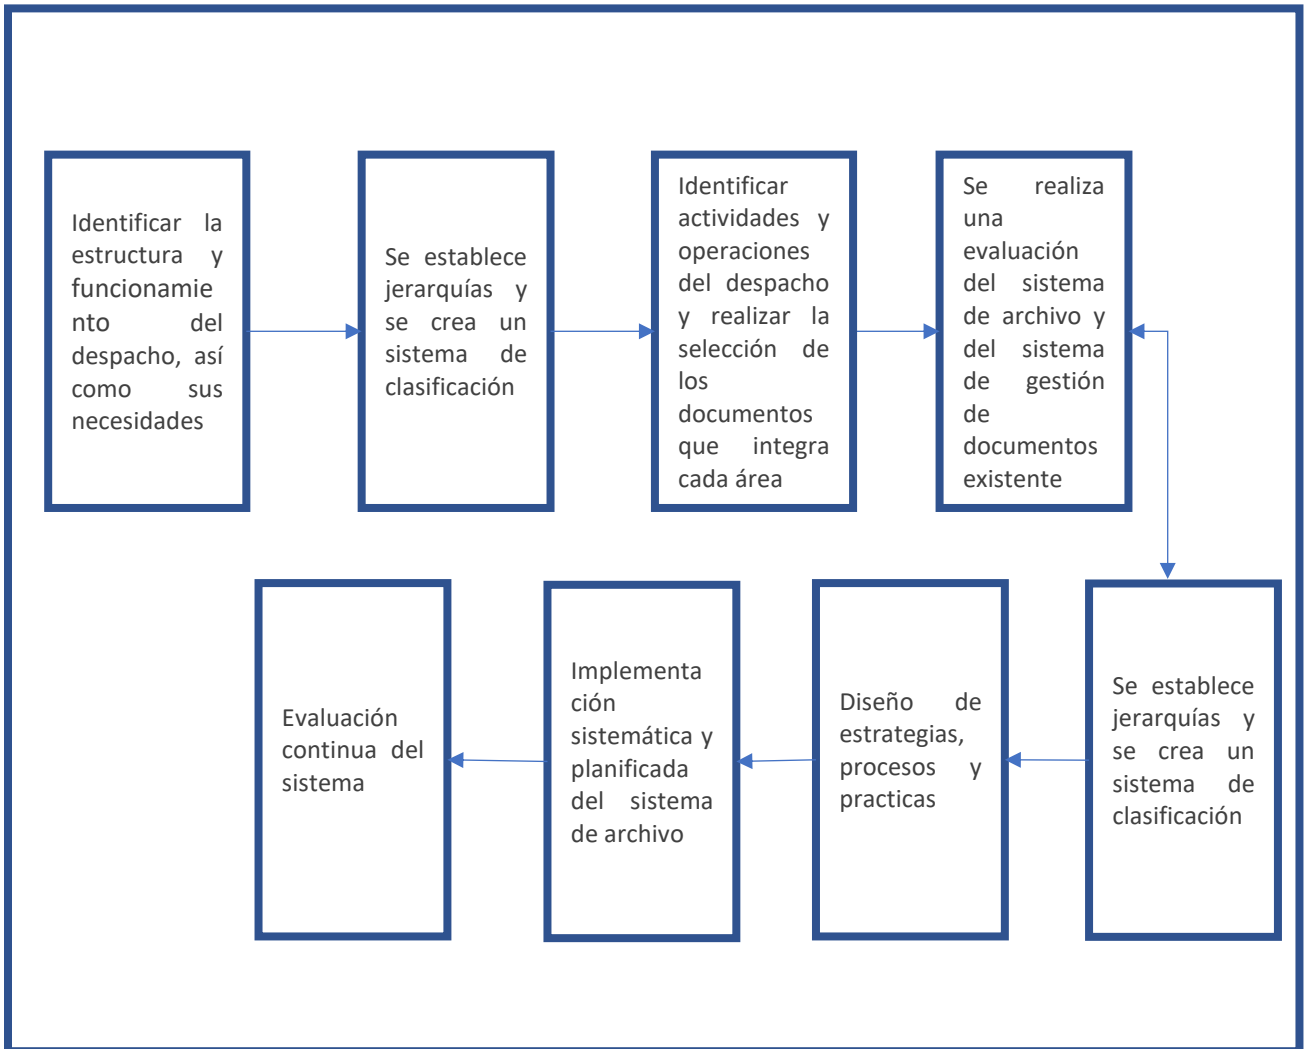 Identificar la
estructura y
funcionamie
nto del
despacho, así
como sus
necesidades
Se establece
jerarquías y
se crea un
sistema de
clasificación
Identificar
actividades y
operaciones
del despacho
y realizar la
selección de
los
documentos
que integra
cada área
Se realiza
una
evaluación
del sistema
de archivo y
del sistema
de gestión
de
documentos
existente
Se establece
jerarquías y
se crea un
sistema de
clasificación
Diseño de
estrategias,
procesos y
practicas
Implementa
ción
sistemática y
planificada
del sistema
de archivo
Evaluación
continua del
sistema